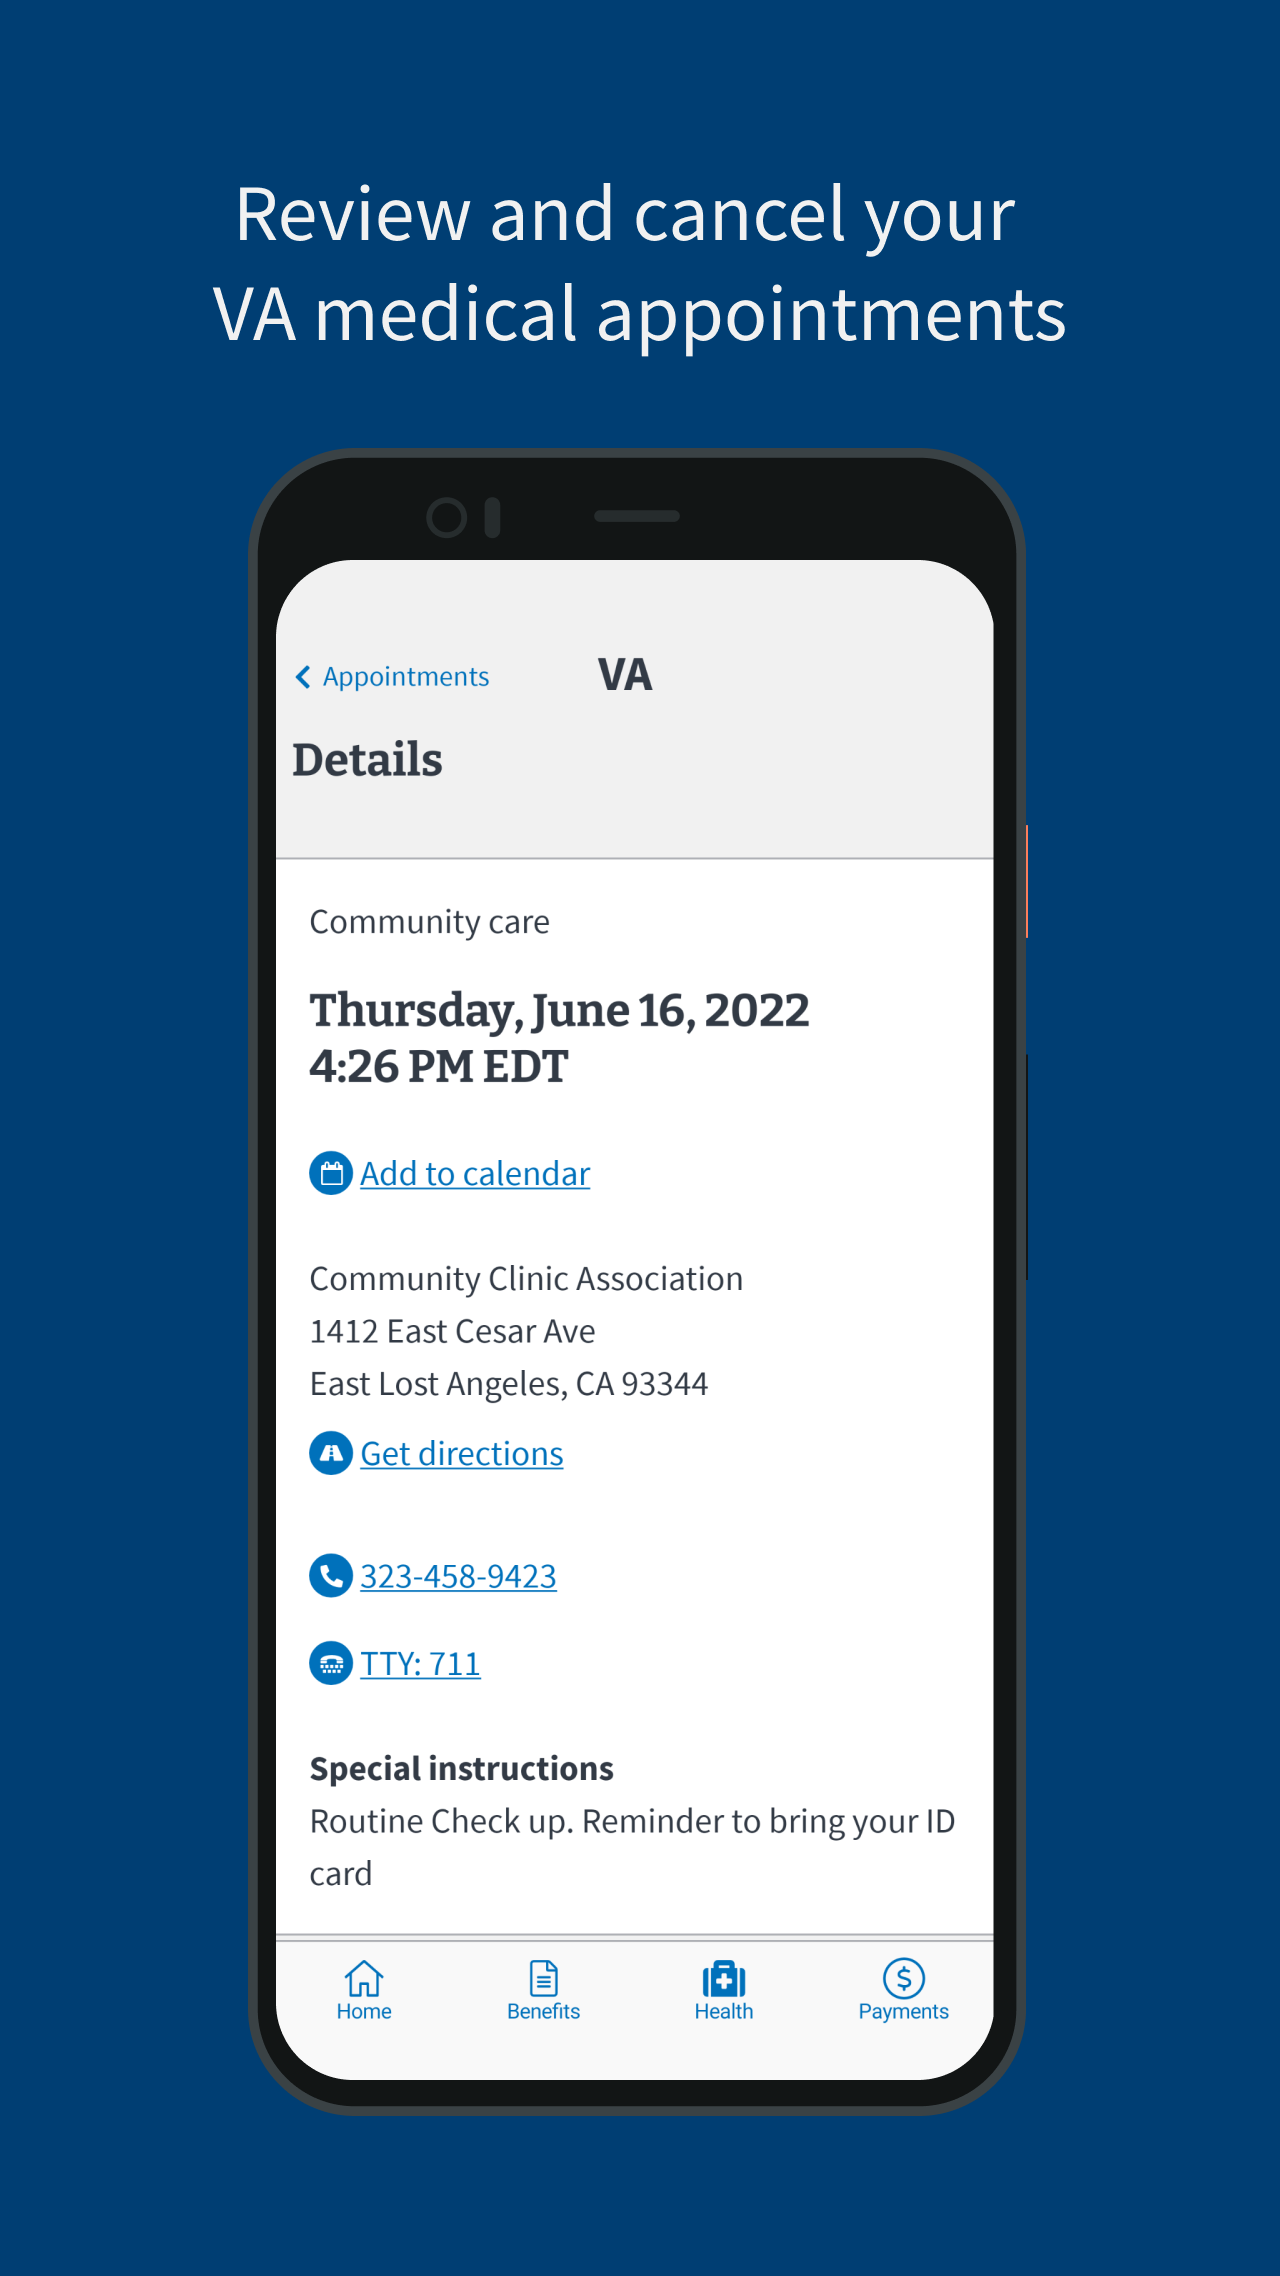 Review and cancel your
VA medical appointments
Appointments
VA
Details
Community care
Thursday, June 16, 2022
4:26 PM EDT
Add to calendar
Community Clinic Association
1412 East Cesar Ave
East Lost Angeles, CA 93344
Get directions
323-458-9423
TTY: 711
Special instructions
Routine Check up. Reminder to bring your ID
card
Home
Benefits
Health
Payments